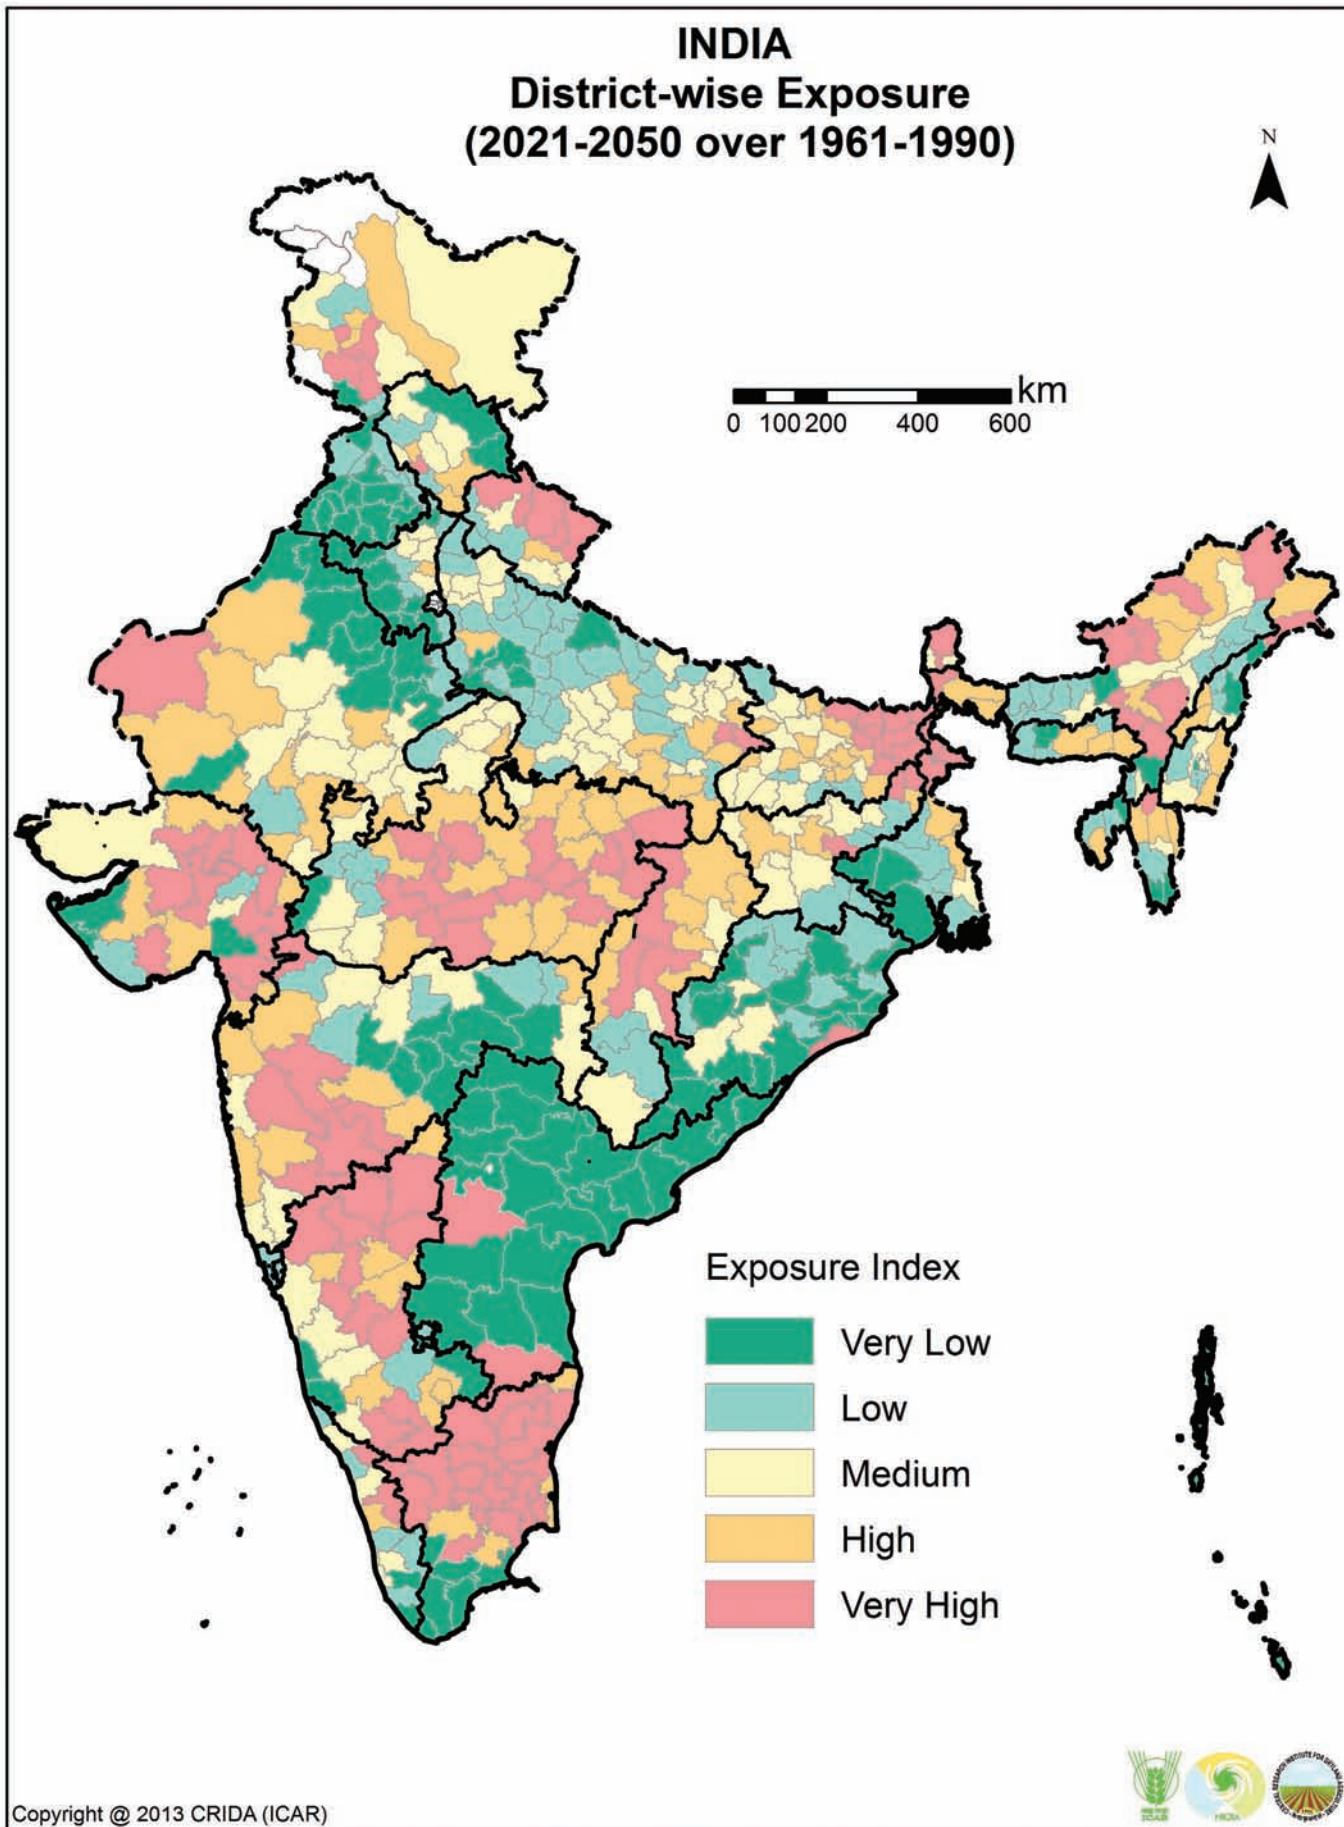 INDIA
District-wise Exposure
(2021-2050 over 1961-1990)
N
km
0 100 200 400 600
Exposure Index
Very Low
Low
Medium
High
Very High
Copyright @ 2013 CRIDA (ICAR)